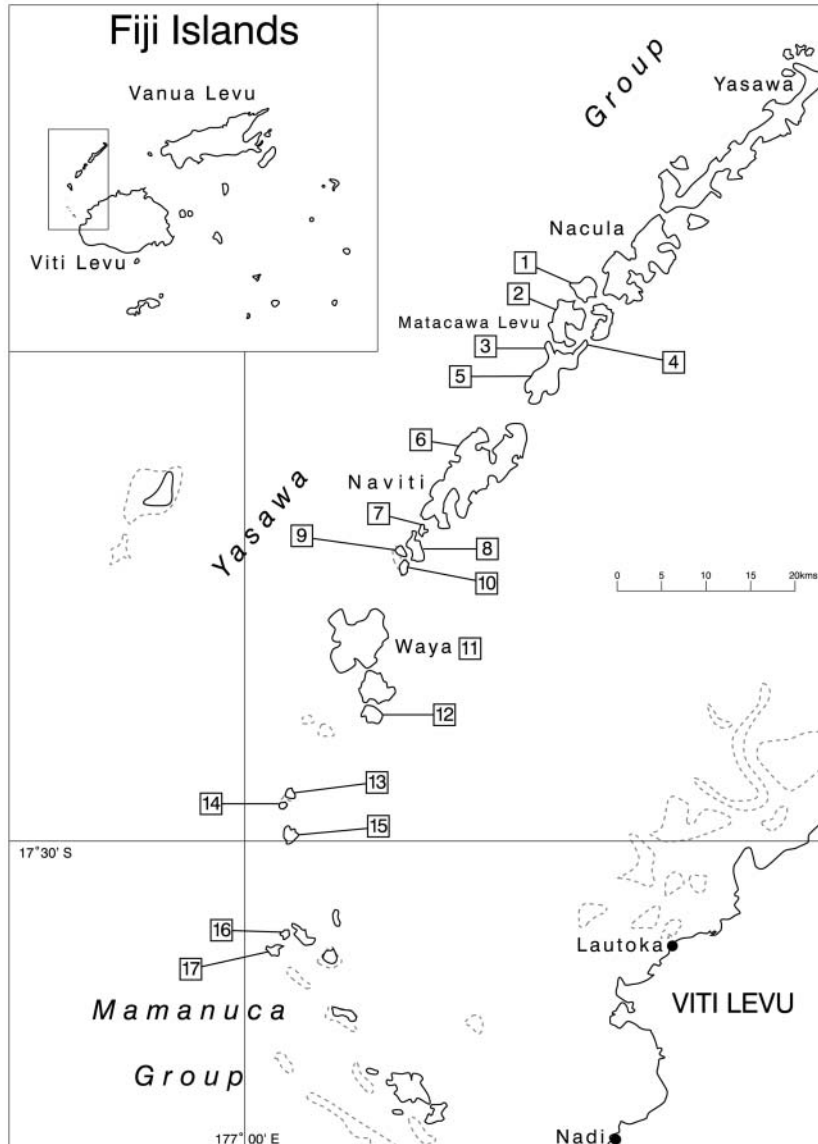 Fiji Islands
Vanua Levu
Viti Levu
Group
Yasawa
Nacula
1
2
Matacawa Levu
3
4
5
6
Naviti
7
Yasawa
9
8
10
0 5 10 15 20kms
Waya 11
12
13
14
15
17°30' S
16
17
Lautoka
Mamanuca
VITI LEVU
Group
177°00' E
Nadi